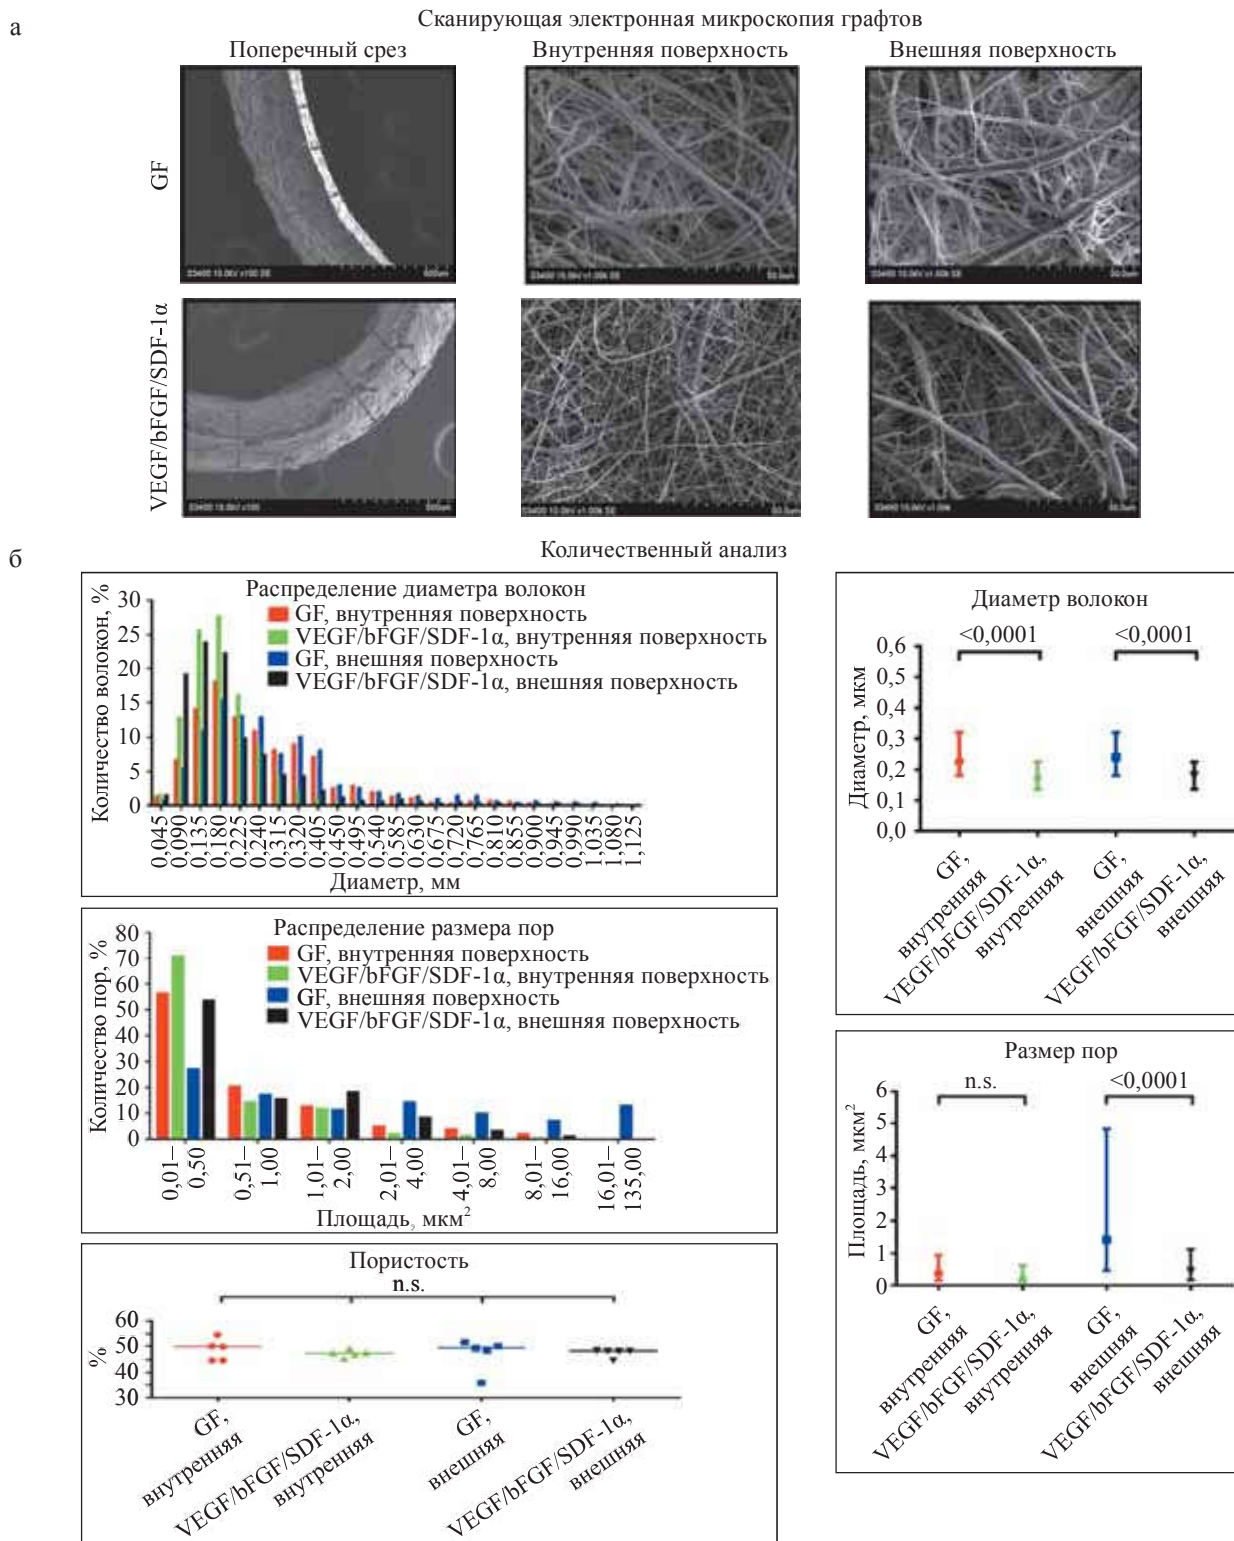 а
Сканирующая электронная микроскопия графтов
Поперечный срез
Внутренняя поверхность
Внешняя поверхность
GF
VEGF/bFGF/SDF-1α
б
Количественный анализ
Распределение диаметра волокон
GF, внутренняя поверхность
VEGF/bFGF/SDF-1α, внутренняя поверхность
GF, внешняя поверхность
VEGF/bFGF/SDF-1α, внешняя поверхность
Количество волокон, %
30
25
20
15
10
5
0
0,045
0,090
0,135
0,180
0,225
0,240
0,315
0,320
0,405
0,450
0,495
0,540
0,585
0,630
0,675
0,720
0,765
0,810
0,855
0,900
0,945
0,990
1,035
1,080
1,125
Диаметр, мм
Распределение размера пор
GF, внутренняя поверхность
VEGF/bFGF/SDF-1α, внутренняя поверхность
GF, внешняя поверхность
VEGF/bFGF/SDF-1α, внешняя поверхность
Количество пор, %
80
70
60
50
40
30
20
10
0
0,01–
0,50
0,51–
1,00
1,01–
2,00
2,01–
4,00
4,01–
8,00
8,01–
16,00
16,01–
135,00
Площадь, мкм²
Пористость
n.s.
%
60
50
40
30
GF,
внутренняя
VEGF/bFGF/SDF-1α,
внутренняя
GF,
внешняя
VEGF/bFGF/SDF-1α,
внешняя
Диаметр волокон
<0,0001
<0,0001
Диаметр, мкм
0,6
0,5
0,4
0,3
0,2
0,1
0,0
GF,
внутренняя
VEGF/bFGF/SDF-1α,
внутренняя
GF,
внешняя
VEGF/bFGF/SDF-1α,
внешняя
Размер пор
n.s.
<0,0001
Площадь, мкм²
6
5
4
3
2
1
0
GF,
внутренняя
VEGF/bFGF/SDF-1α,
внутренняя
GF,
внешняя
VEGF/bFGF/SDF-1α,
внешняя